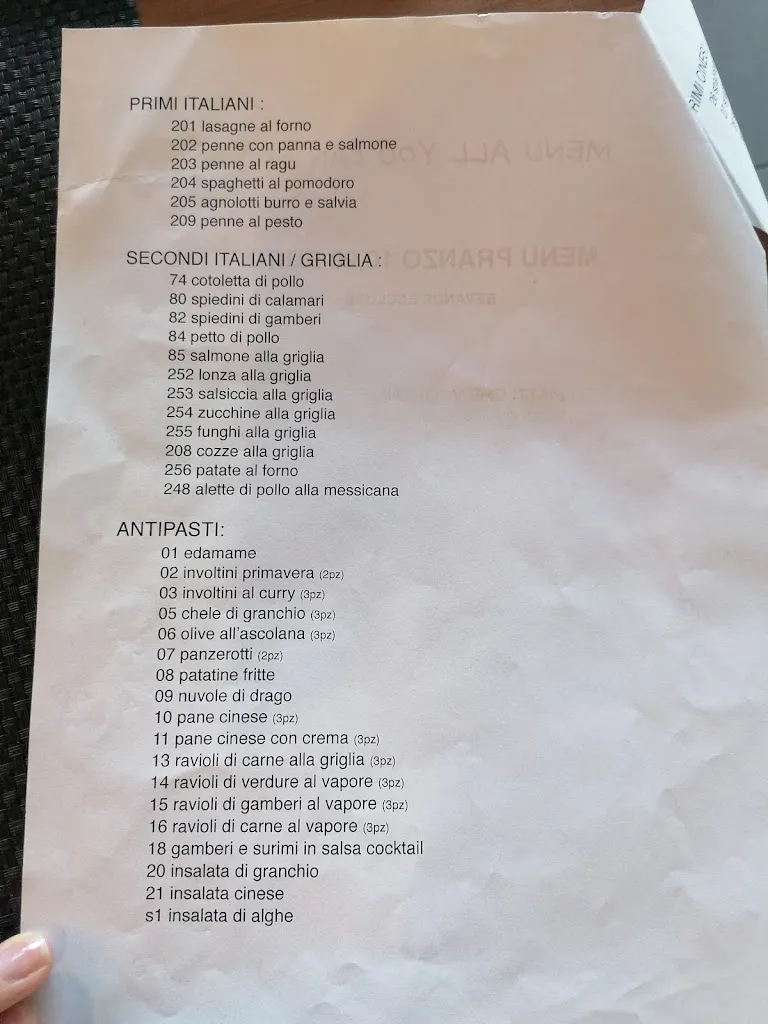 PRIMI ITALIANI :
201 lasagne al forno
202 penne con panna e salmone
203 penne al ragu
204 spaghetti al pomodoro
205 agnolotti burro e salvia
209 penne al pesto
SECONDI ITALIANI / GRIGLIA :
74 cotoletta di pollo
80 spiedini di calamari
82 spiedini di gamberi
84 petto di pollo
85 salmone alla griglia
252 lonza alla griglia
253 salsiccia alla griglia
254 zucchine alla griglia
255 funghi alla griglia
208 cozze alla griglia
256 patate al forno
248 alette di pollo alla messicana
ANTIPASTI:
01 edamame
02 involtini primavera (2pz)
03 involtini al curry (3pz)
05 chele di granchio (3pz)
06 olive all'ascolana (3pz)
07 panzerotti (2pz)
08 patatine fritte
09 nuvole di drago
10 pane cinese (3pz)
11 pane cinese con crema (3pz)
13 ravioli di carne alla griglia (3pz)
14 ravioli di verdure al vapore (3pz)
15 ravioli di gamberi al vapore (3pz)
16 ravioli di carne al vapore (3pz)
18 gamberi e surimi in salsa cocktail
20 insalata di granchio
21 insalata cinese
s1 insalata di alghe
MENU ALL You
MENU PRANZO